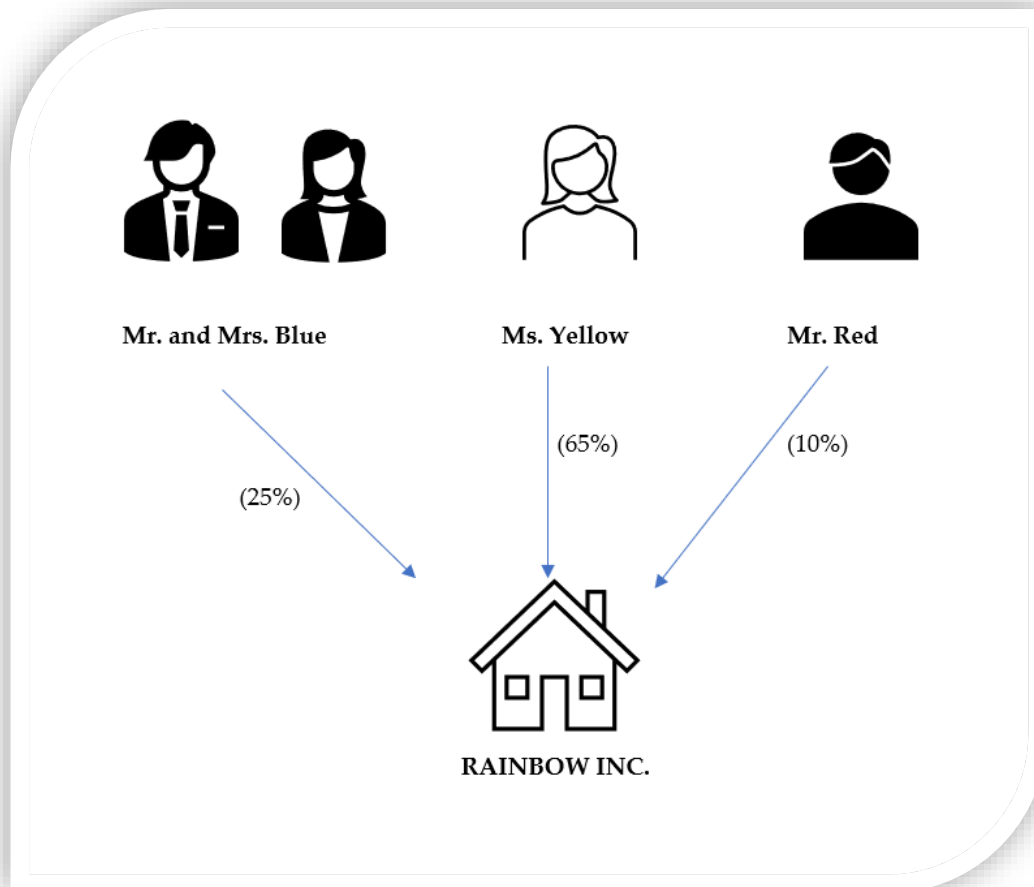 Mr. and Mrs. Blue
Ms. Yellow
Mr. Red
(65%)
(10%)
(25%)
RAINBOW INC.